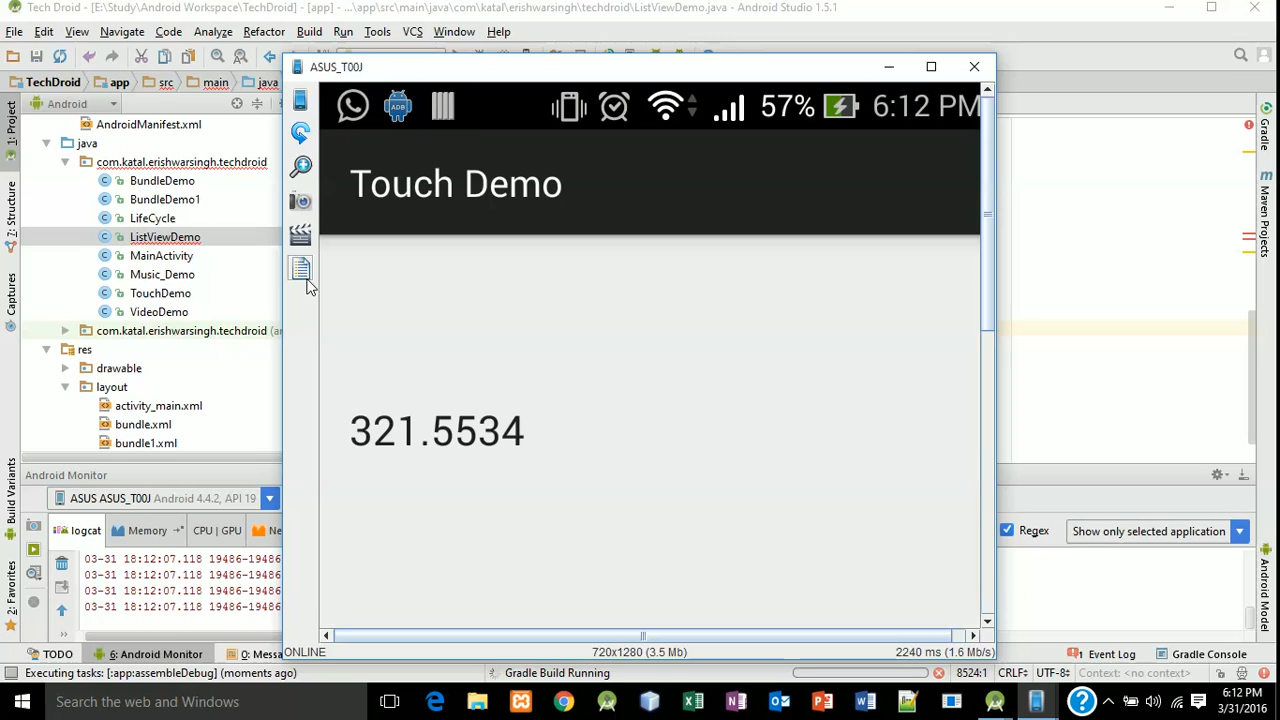 Tech Droid - [E:\Study\Android Workspace\TechDroid] - [app] - ...\app\src\main\java\com\katal\erishwarsingh\techdroid\ListViewDemo.java - Android Studio 1.5.1
File Edit View Navigate Code Analyze Refactor Build Run Tools VCS Window Help
TechDroid app src main java
Android
AndroidManifest.xml
java
com.katal.erishwarsingh.techdroid
BundleDemo
BundleDemo1
LifeCycle
ListViewDemo
MainActivity
Music_Demo
TouchDemo
VideoDemo
com.katal.erishwarsingh.techdroid
res
drawable
layout
activity_main.xml
bundle.xml
bundle1.xml
1: Project
7: Structure
Captures
Build Variants
2: Favorites
ASUS_T00J
ADB
57% 6:12 PM
Touch Demo
321.5534
ONLINE 720x1280 (3.5 Mb) 2240 ms (1.6 Mb/s)
Gradle
Maven Projects
Android Model
Android Monitor
ASUS ASUS_T00J Android 4.4.2, API 19
logcat Memory CPU | GPU Ne
Regex Show only selected application
03-31 18:12:07.118 19486-19486
03-31 18:12:07.118 19486-19486
03-31 18:12:07.118 19486-19486
03-31 18:12:07.118 19486-19486
TODO 6: Android Monitor 0: Messa 1 Event Log Gradle Console
Executing tasks: [:app:assembleDebug] (moments ago) Gradle Build Running 8524:1 CRLF÷ UTF-8÷ Context: <no context>
Search the web and Windows 6:12 PM
3/31/2016